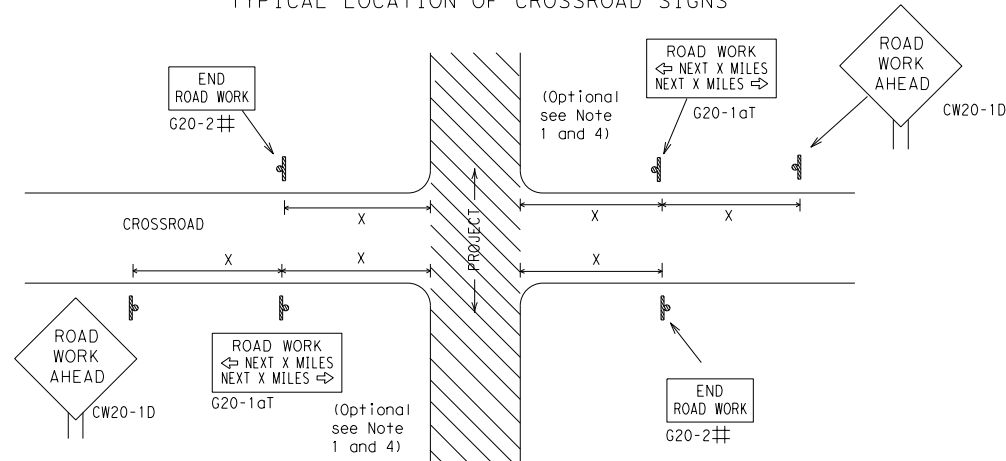 TYPICAL LOCATION OF CROSSROAD SIGNS
END
ROAD WORK
G20-2#
(Optional
see Note
1 and 4)
ROAD WORK
⇦ NEXT X MILES
NEXT X MILES ⇨
G20-1aT
ROAD
WORK
AHEAD
CW20-1D
CROSSROAD
X
X
X
PROJECT
X
X
X
ROAD
WORK
AHEAD
CW20-1D
ROAD WORK
⇦ NEXT X MILES
NEXT X MILES ⇨
G20-1aT
(Optional
see Note
1 and 4)
END
ROAD WORK
G20-2#